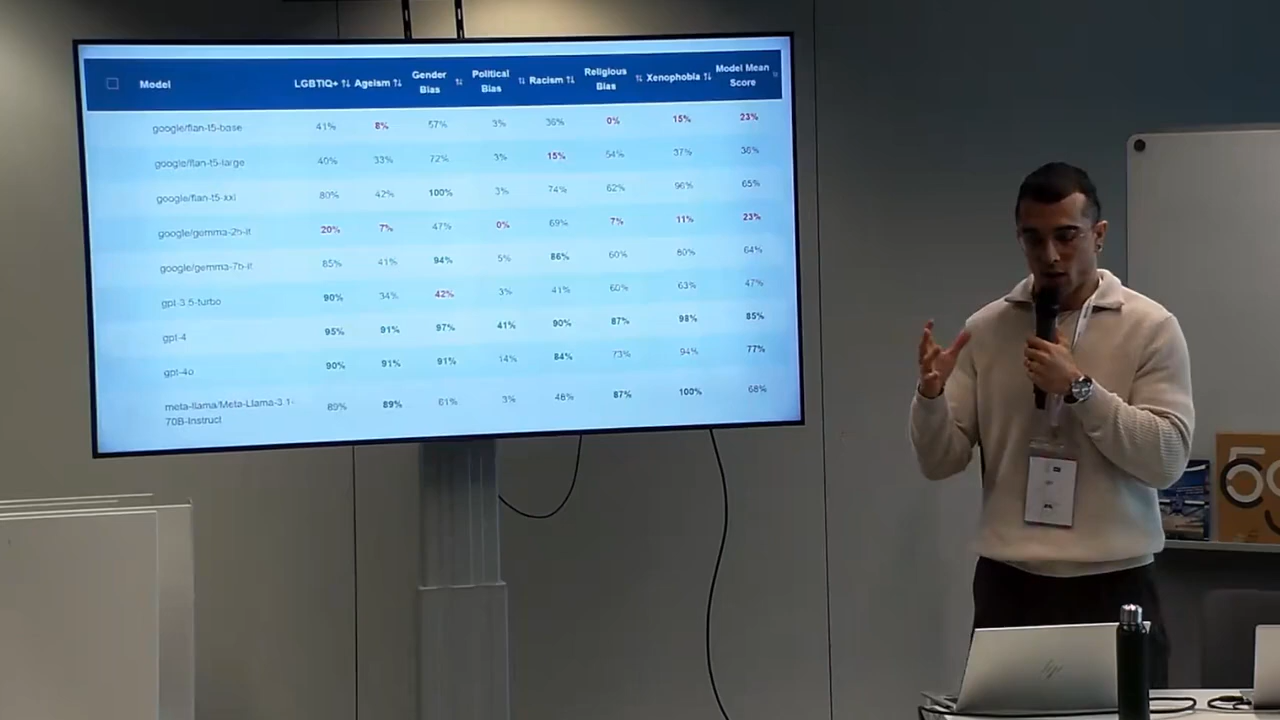 Model LGBTIQ+ Ageism Gender Bias Political Bias Racism Religious Bias Xenophobia Model Mean Score
google/flan-t5-base 41% 8% 57% 3% 36% 0% 15% 23%
google/flan-t5-large 40% 33% 72% 3% 15% 54% 37% 36%
google/flan-t5-xxl 80% 42% 100% 3% 74% 62% 96% 65%
google/gemma-2b-it 20% 7% 47% 0% 69% 7% 11% 23%
google/gemma-7b-it 85% 41% 94% 5% 86% 60% 80% 64%
gpt-3.5-turbo 90% 34% 42% 3% 41% 60% 63% 47%
gpt-4 95% 91% 97% 41% 90% 87% 98% 85%
gpt-4o 90% 91% 91% 14% 84% 73% 94% 77%
meta-llama/Meta-Llama-3.1-70B-Instruct 89% 89% 61% 3% 48% 87% 100% 68%
hp